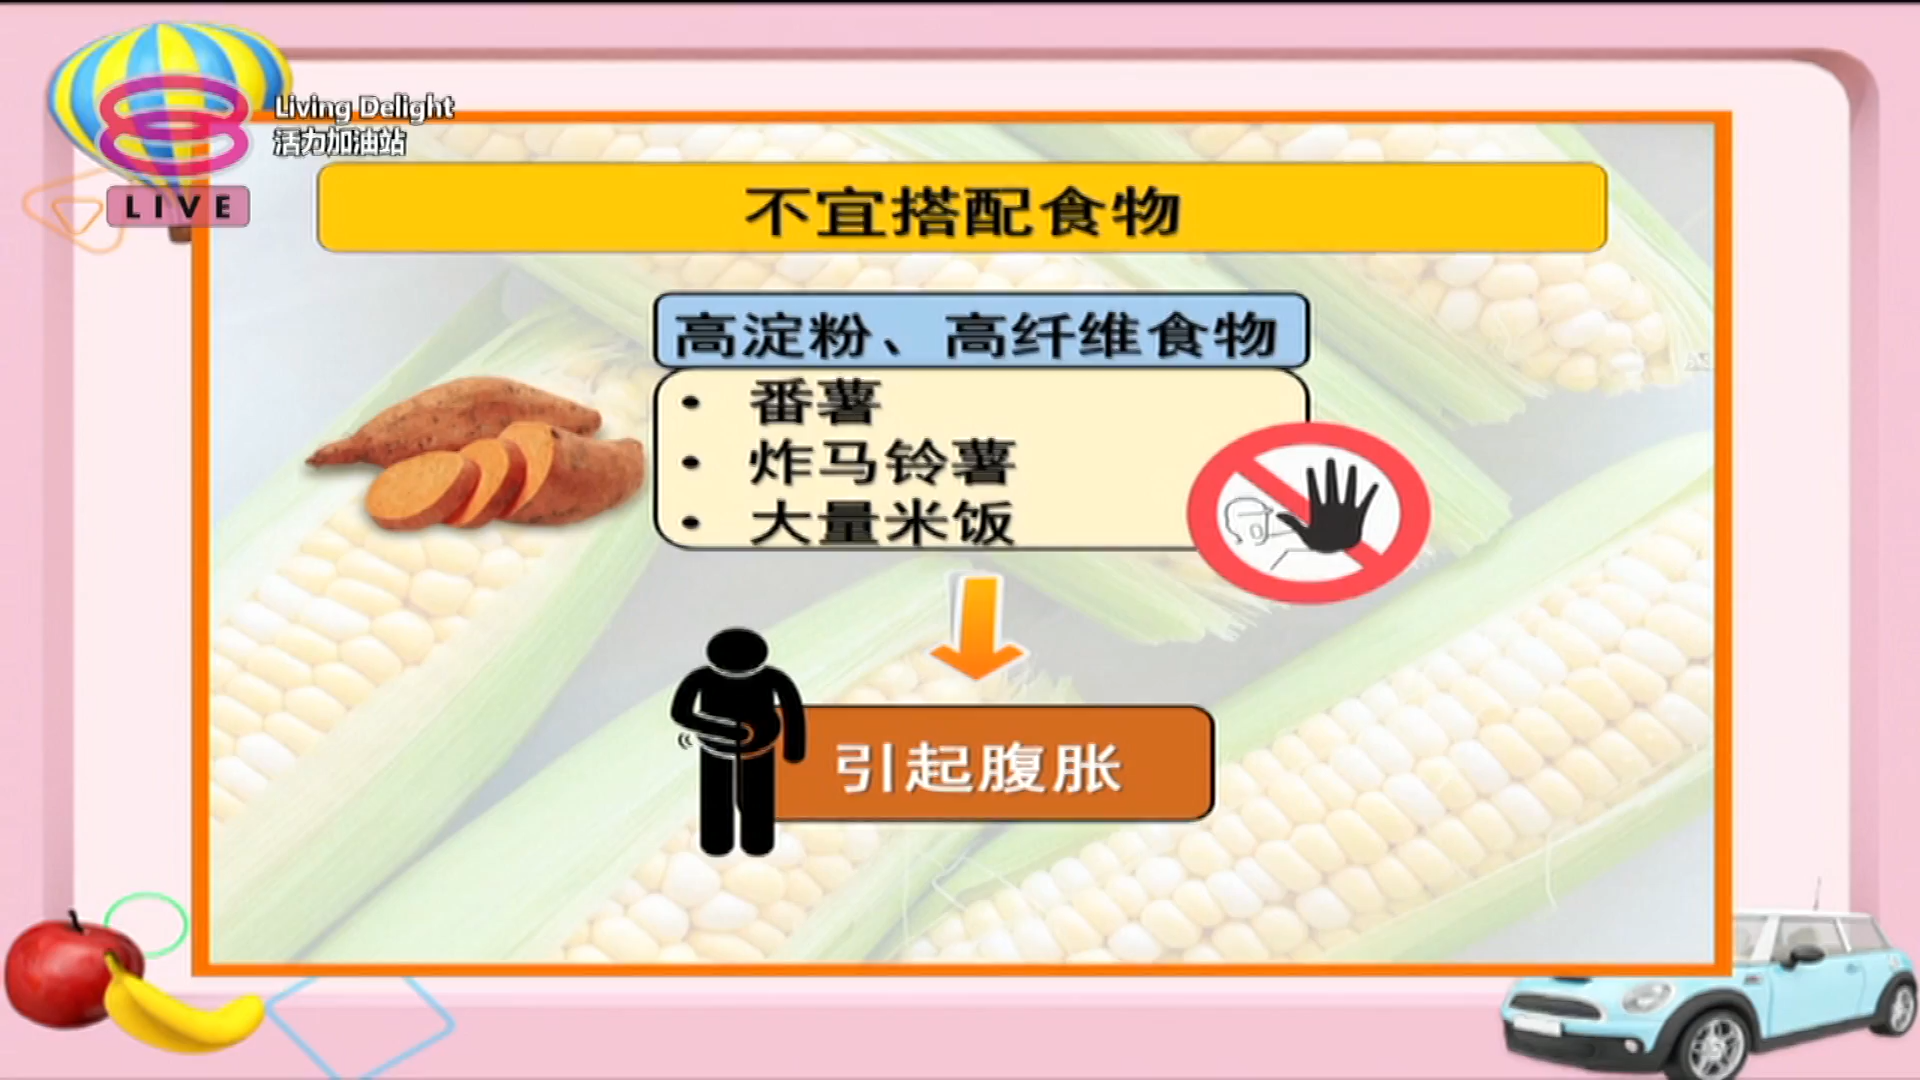 Living Delight
活力加油站
LIVE
不宜搭配食物
高淀粉、高纤维食物
• 番薯
• 炸马铃薯
• 大量米饭
引起腹胀